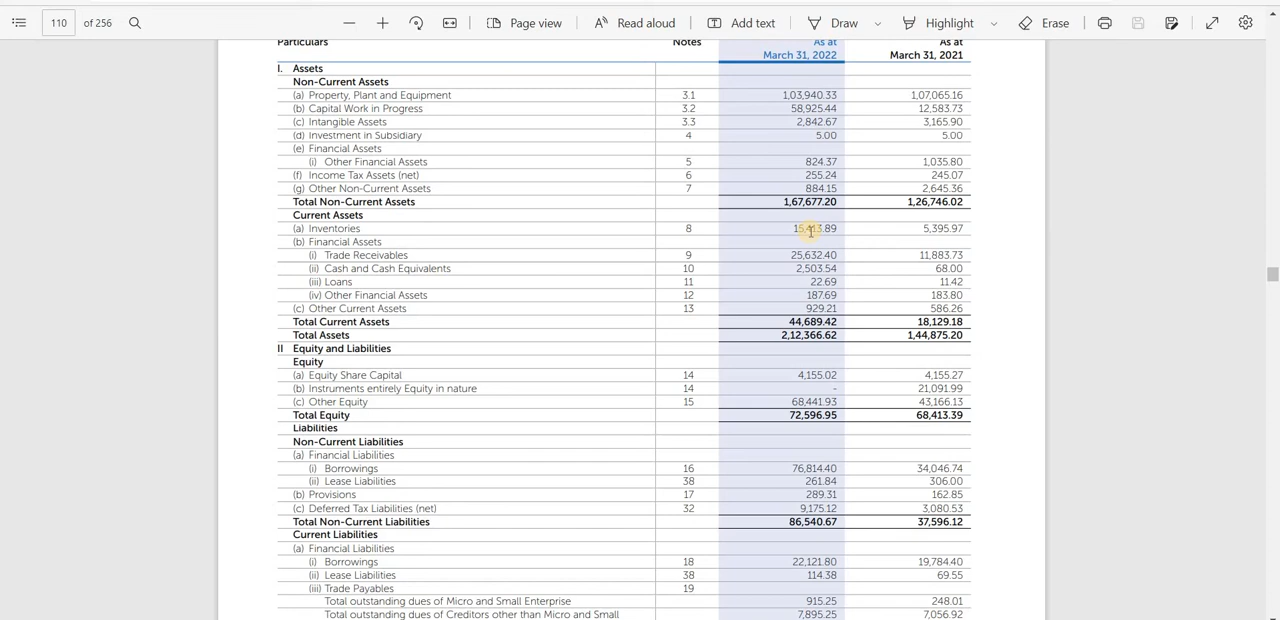 110 of 256 Page view Read aloud Add text Draw Highlight Erase
Particulars Notes As at As at
March 31, 2022 March 31, 2021
I. Assets
Non-Current Assets
(a) Property, Plant and Equipment 3.1 1,03,940.33 1,07,065.16
(b) Capital Work in Progress 3.2 58,925.44 12,583.73
(c) Intangible Assets 3.3 2,842.67 3,165.90
(d) Investment in Subsidiary 4 5.00 5.00
(e) Financial Assets
(i) Other Financial Assets 5 824.37 1,035.80
(f) Income Tax Assets (net) 6 255.24 245.07
(g) Other Non-Current Assets 7 884.15 2,645.36
Total Non-Current Assets 1,67,677.20 1,26,746.02
Current Assets
(a) Inventories 8 15,413.89 5,395.97
(b) Financial Assets
(i) Trade Receivables 9 25,632.40 11,883.73
(ii) Cash and Cash Equivalents 10 2,503.54 68.00
(iii) Loans 11 22.69 11.42
(iv) Other Financial Assets 12 187.69 183.80
(c) Other Current Assets 13 929.21 586.26
Total Current Assets 44,689.42 18,129.18
Total Assets 2,12,366.62 1,44,875.20
II Equity and Liabilities
Equity
(a) Equity Share Capital 14 4,155.02 4,155.27
(b) Instruments entirely Equity in nature 14 - 21,091.99
(c) Other Equity 15 68,441.93 43,166.13
Total Equity 72,596.95 68,413.39
Liabilities
Non-Current Liabilities
(a) Financial Liabilities
(i) Borrowings 16 76,814.40 34,046.74
(ii) Lease Liabilities 38 261.84 306.00
(b) Provisions 17 289.31 162.85
(c) Deferred Tax Liabilities (net) 32 9,175.12 3,080.53
Total Non-Current Liabilities 86,540.67 37,596.12
Current Liabilities
(a) Financial Liabilities
(i) Borrowings 18 22,121.80 19,784.40
(ii) Lease Liabilities 38 114.38 69.55
(iii) Trade Payables 19
Total outstanding dues of Micro and Small Enterprise 915.25 248.01
Total outstanding dues of Creditors other than Micro and Small 7,895.25 7,056.92